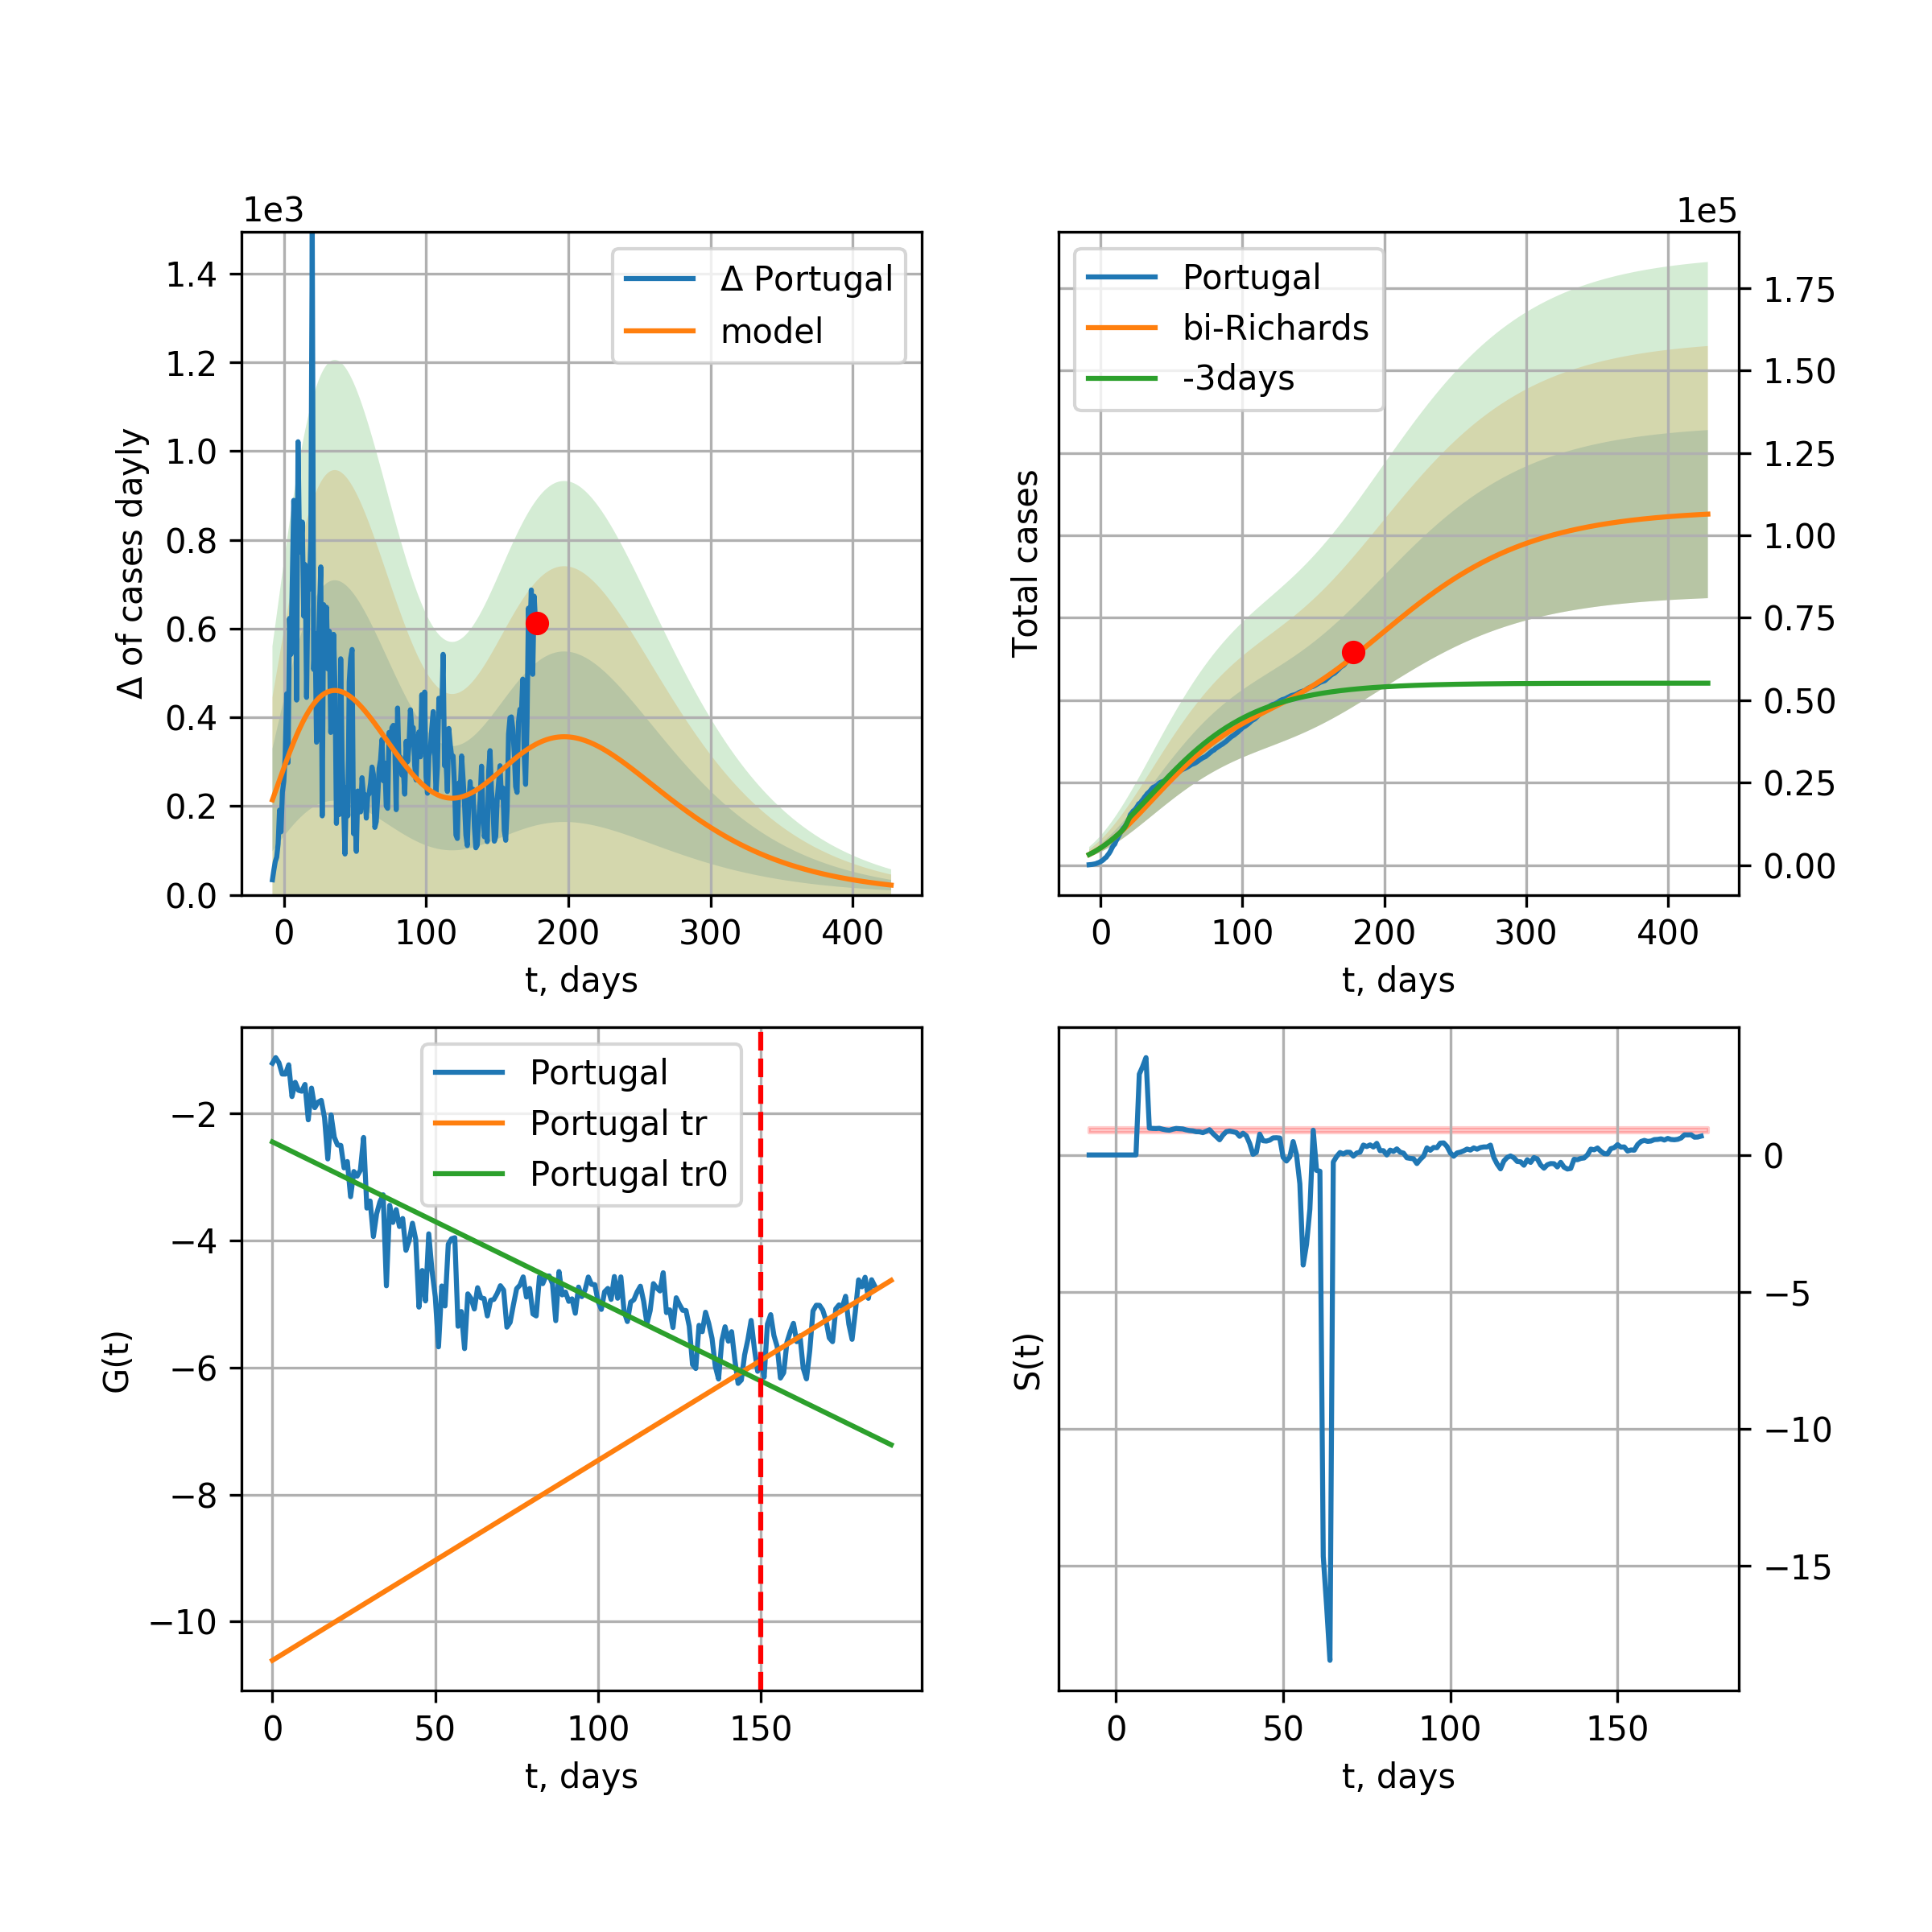 1e3
Δ of cases dayly
1.4
1.2
1.0
0.8
0.6
0.4
0.2
0.0
Δ Portugal
model
0 100 200 300 400
t, days
1e5
Total cases
Portugal
bi-Richards
-3days
1.75
1.50
1.25
1.00
0.75
0.50
0.25
0.00
0 100 200 300 400
t, days
G(t)
−2
−4
−6
−8
−10
Portugal
Portugal tr
Portugal tr0
0 50 100 150
t, days
S(t)
0
−5
−10
−15
0 50 100 150
t, days